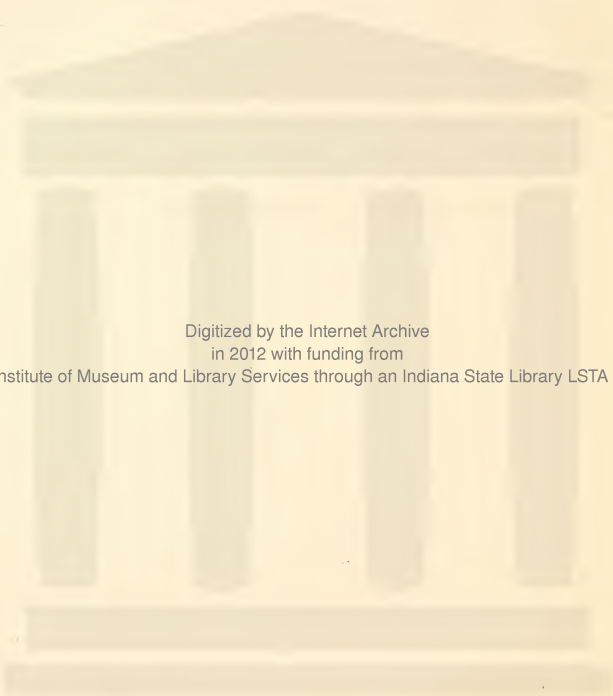 Digitized by the Internet Archive
in 2012 with funding from
nstitute of Museum and Library Services through an Indiana State Library LSTA